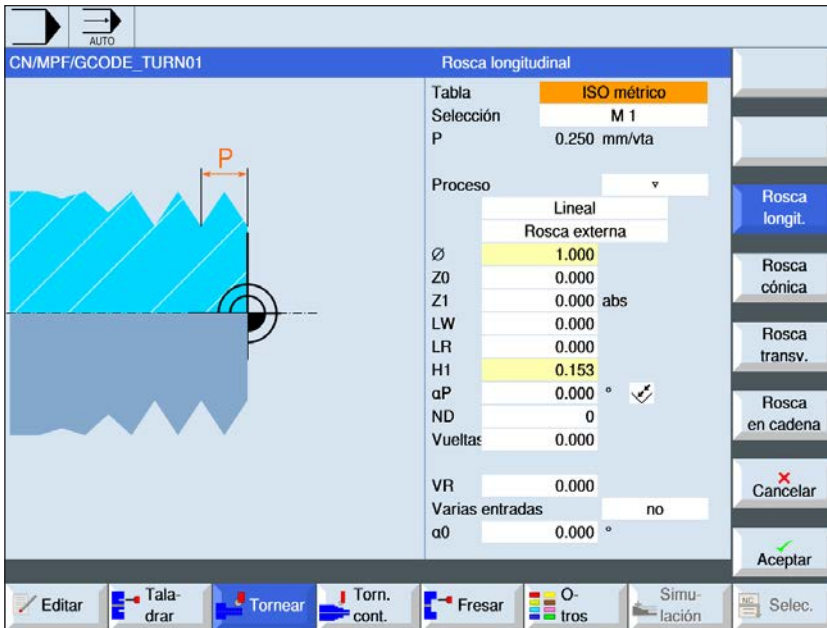 AUTO
CN/MPF/GCODE_TURN01
Rosca longitudinal
P
Tabla ISO métrico
Selección M 1
P 0.250 mm/vta
Proceso ▿
Lineal
Rosca externa
Ø 1.000
Z0 0.000
Z1 0.000 abs
LW 0.000
LR 0.000
H1 0.153
αP 0.000 °
ND 0
Vueltas 0.000
VR 0.000
Varias entradas no
α0 0.000 °
Rosca
longit.
Rosca
cónica
Rosca
transv.
Rosca
en cadena
Cancelar
Aceptar
Editar
Tala-
drar
Tornear
Torn.
cont.
Fresar
O-
tros
Simu-
lación
NC
Selec.